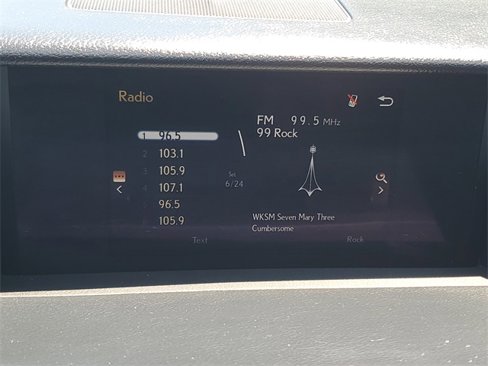 Radio
FM 99.5 MHz
99 Rock
1 96.5
2 103.1
3 105.9
4 107.1
5 96.5
6 105.9
Set
6/24
WKSM Seven Mary Three
Cumbersome
Text
Rock